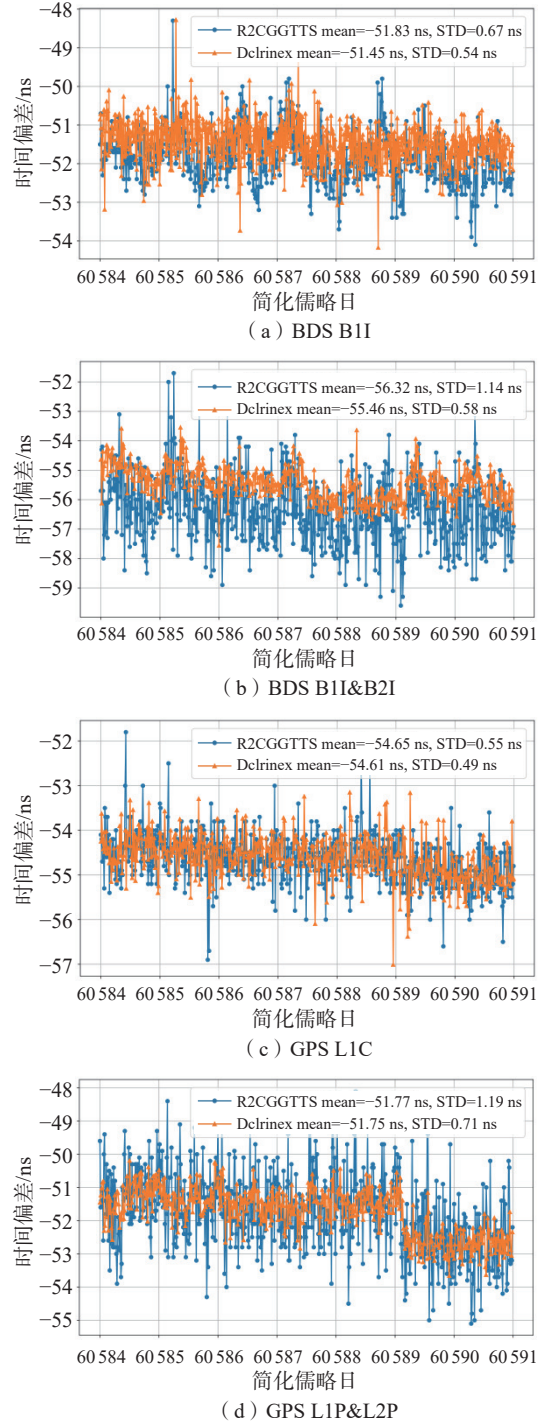 −48
−49
−50
−51
−52
−53
−54
时间偏差/ns
R2CGGTTS mean=−51.83 ns, STD=0.67 ns
Dclrinex mean=−51.45 ns, STD=0.54 ns
60 584 60 585 60 586 60 587 60 588 60 589 60 590 60 591
简化儒略日
(a) BDS B1I
−52
−53
−54
−55
−56
−57
−58
−59
时间偏差/ns
R2CGGTTS mean=−56.32 ns, STD=1.14 ns
Dclrinex mean=−55.46 ns, STD=0.58 ns
60 584 60 585 60 586 60 587 60 588 60 589 60 590 60 591
简化儒略日
(b) BDS B1I&B2I
−52
−53
−54
−55
−56
−57
时间偏差/ns
R2CGGTTS mean=−54.65 ns, STD=0.55 ns
Dclrinex mean=−54.61 ns, STD=0.49 ns
60 584 60 585 60 586 60 587 60 588 60 589 60 590 60 591
简化儒略日
(c) GPS L1C
−48
−49
−50
−51
−52
−53
−54
−55
时间偏差/ns
R2CGGTTS mean=−51.77 ns, STD=1.19 ns
Dclrinex mean=−51.75 ns, STD=0.71 ns
60 584 60 585 60 586 60 587 60 588 60 589 60 590 60 591
简化儒略日
(d) GPS L1P&L2P